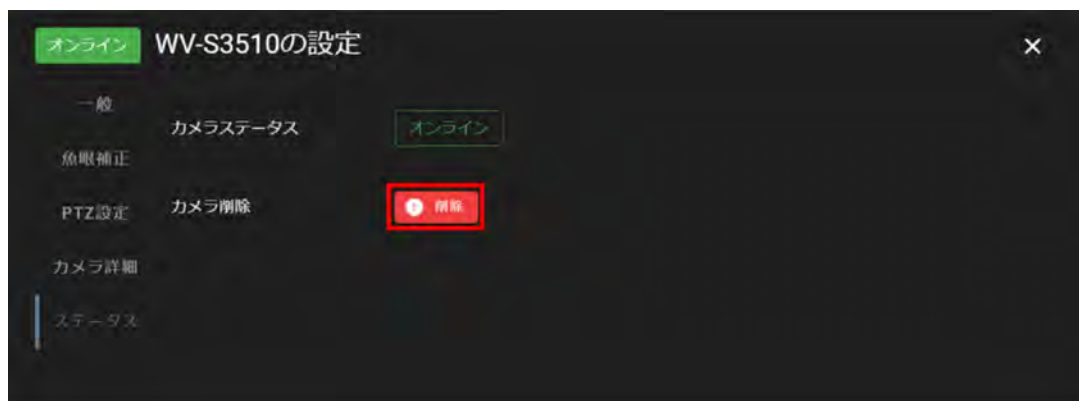 オンライン WV-S3510の設定 ×
一般
カメラステータス オンライン
魚眼補正
PTZ設定 カメラ削除 削除
カメラ詳細
ステータス